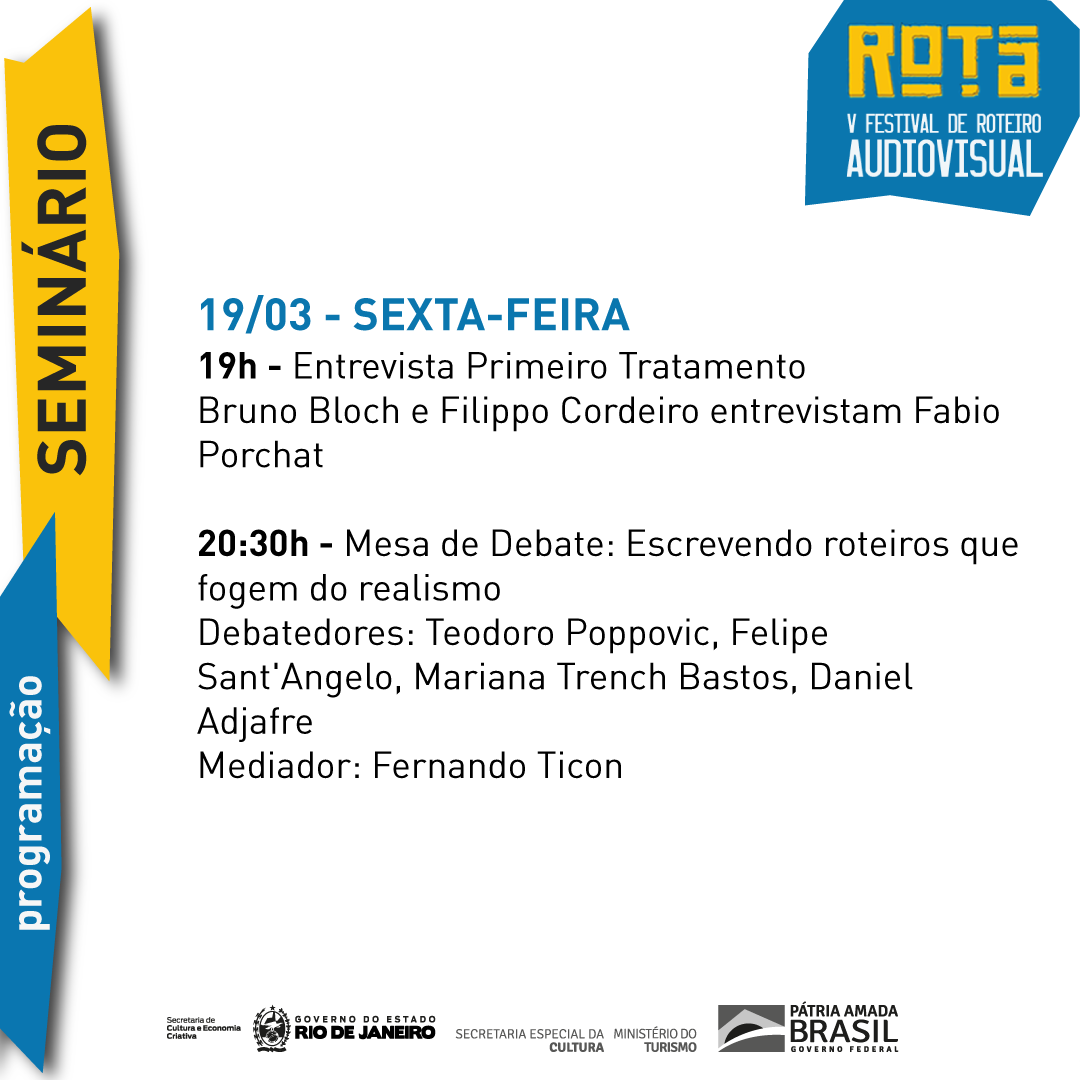 SEMINÁRIO
programação
ROTA
V FESTIVAL DE ROTEIRO
AUDIOVISUAL
19/03 - SEXTA-FEIRA
19h - Entrevista Primeiro Tratamento
Bruno Bloch e Filippo Cordeiro entrevistam Fabio
Porchat
20:30h - Mesa de Debate: Escrevendo roteiros que
fogem do realismo
Debatedores: Teodoro Poppovic, Felipe
Sant'Angelo, Mariana Trench Bastos, Daniel
Adjafre
Mediador: Fernando Ticon
Secretaria de
Cultura e Economia
Criativa
GOVERNO DO ESTADO
RIO DE JANEIRO
SECRETARIA ESPECIAL DA
CULTURA
MINISTÉRIO DO
TURISMO
PÁTRIA AMADA
BRASIL
GOVERNO FEDERAL